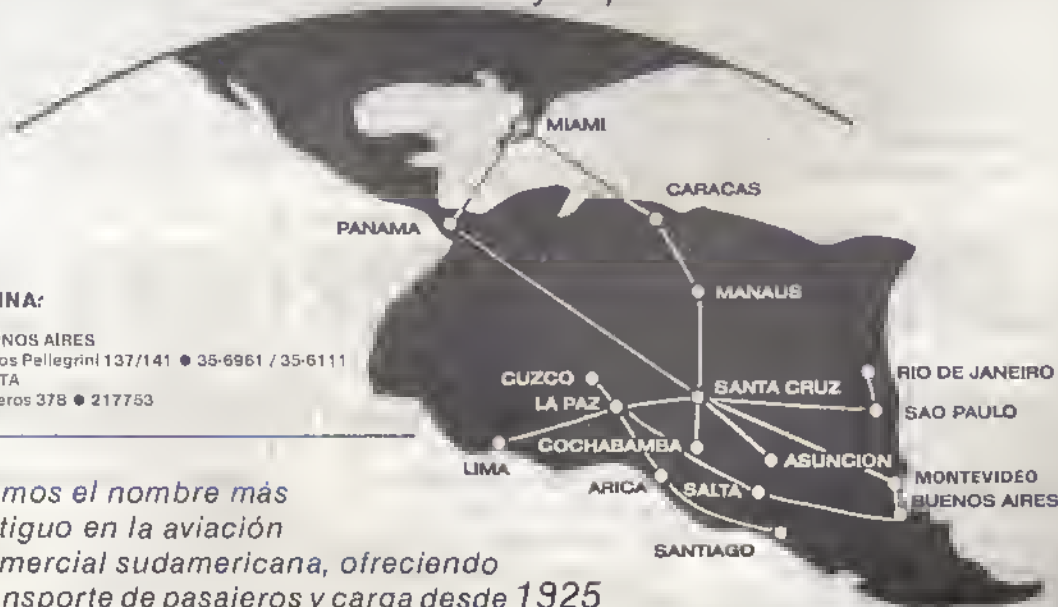 MIAMI
CARACAS
PANAMA
MANAUS
INA:
NOS AIRES
os Pellegrini 137/141 ● 35-6961 / 35-6111
TA
eros 378 ● 217753
CUZCO
SANTA CRUZ
RIO DE JANEIRO
LA PAZ
SAO PAULO
COCHABAMBA
LIMA
ASUNCION
ARICA
SALTA
MONTEVIDEO
BUENOS AIRES
SANTIAGO
mos el nombre más
tiguo en la aviación
mercial sudamericana, ofreciendo
nsporte de pasajeros y carga desde 1925